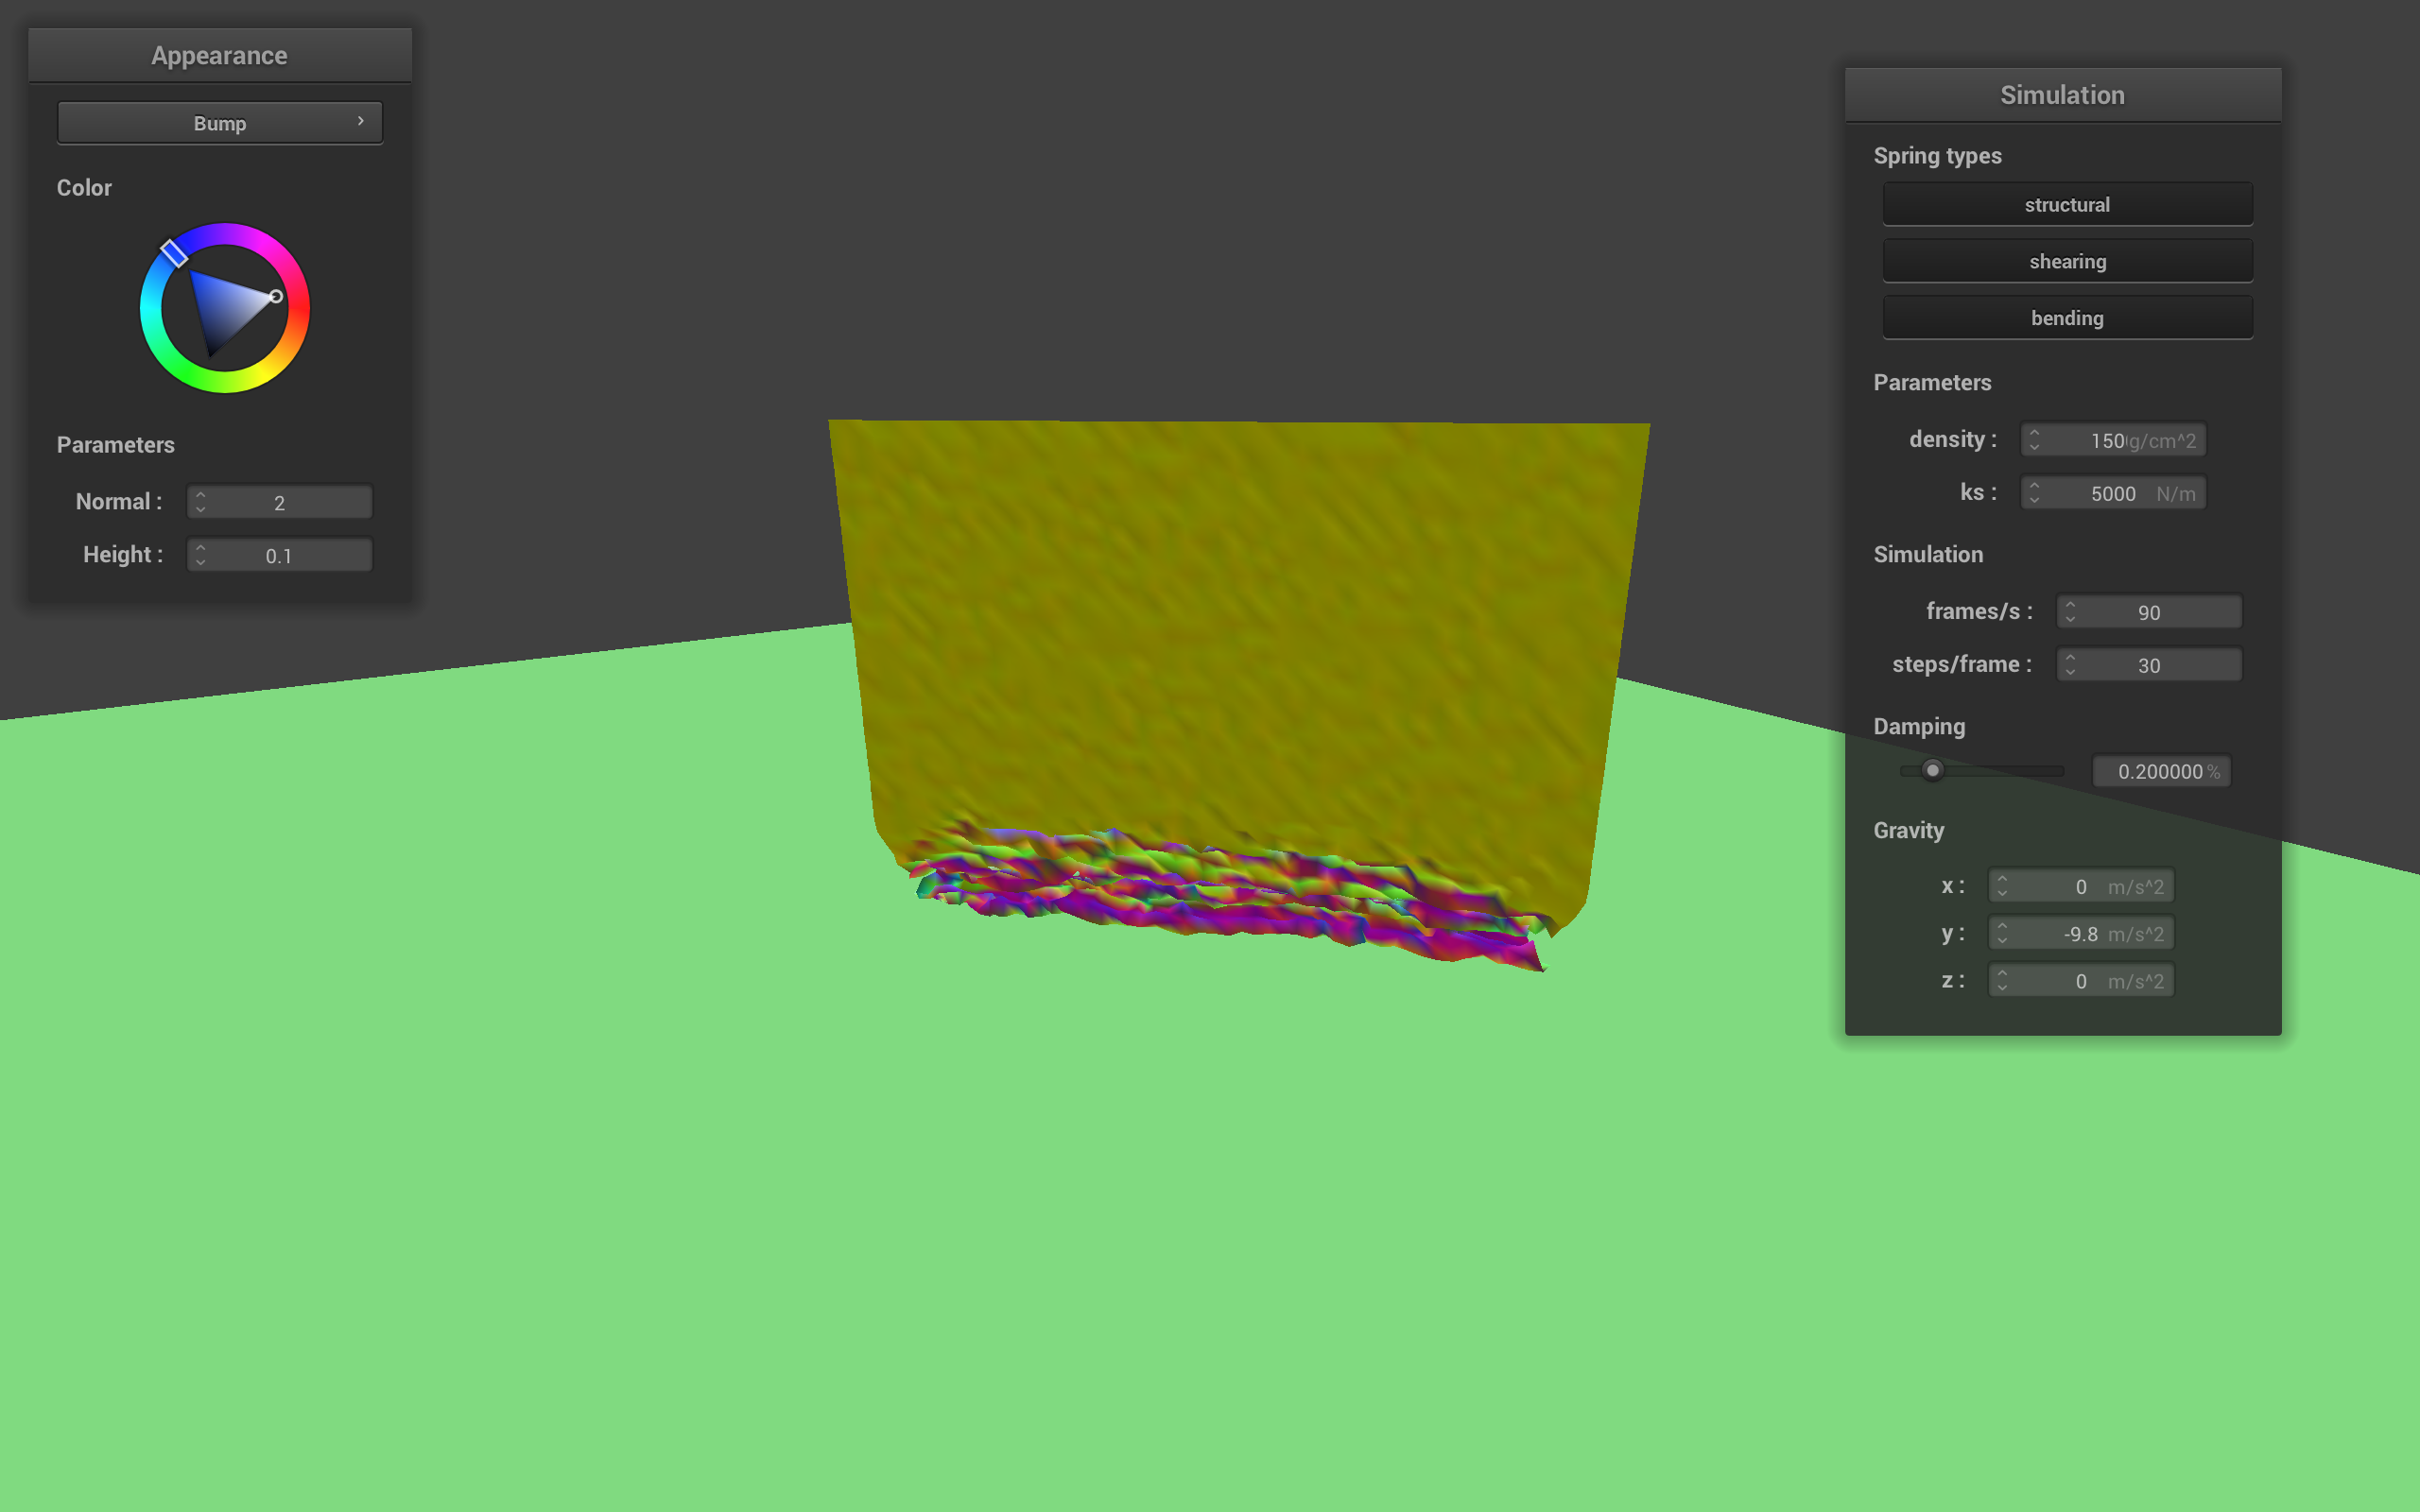 Appearance
Bump
Color
Parameters
Normal : 2
Height : 0.1
Simulation
Spring types
structural
shearing
bending
Parameters
density : 150 g/cm^2
ks : 5000 N/m
Simulation
frames/s : 90
steps/frame : 30
Damping
0.200000 %
Gravity
x : 0 m/s^2
y : -9.8 m/s^2
z : 0 m/s^2